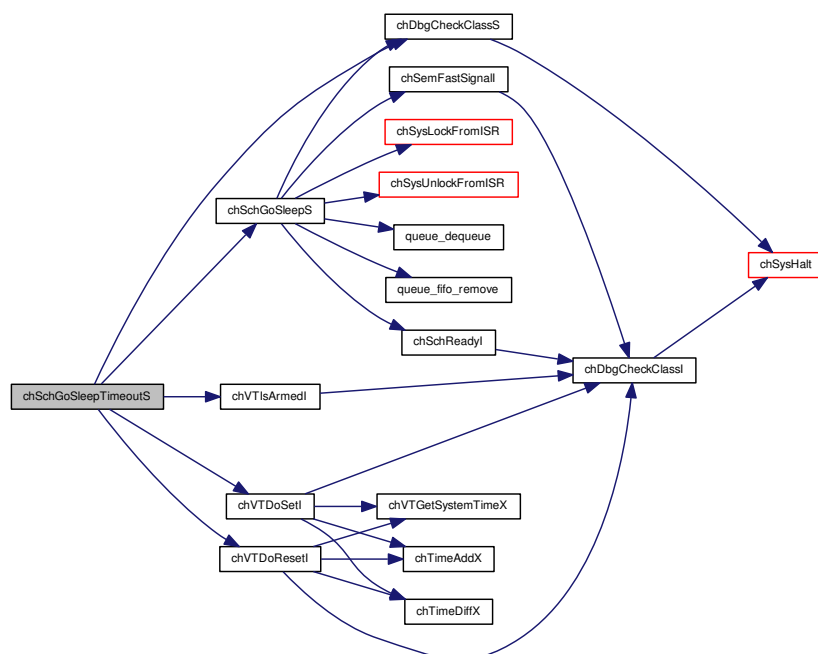 chDbgCheckClassS
chSemFastSignalI
chSysLockFromISR
chSysUnlockFromISR
chSchGoSleepS
queue_dequeue
chSysHalt
queue_fifo_remove
chSchReadyI
chDbgCheckClassI
chSchGoSleepTimeoutS
chVTIsArmedI
chVTDoSetI
chVTGetSystemTimeX
chVTDoResetI
chTimeAddX
chTimeDiffX